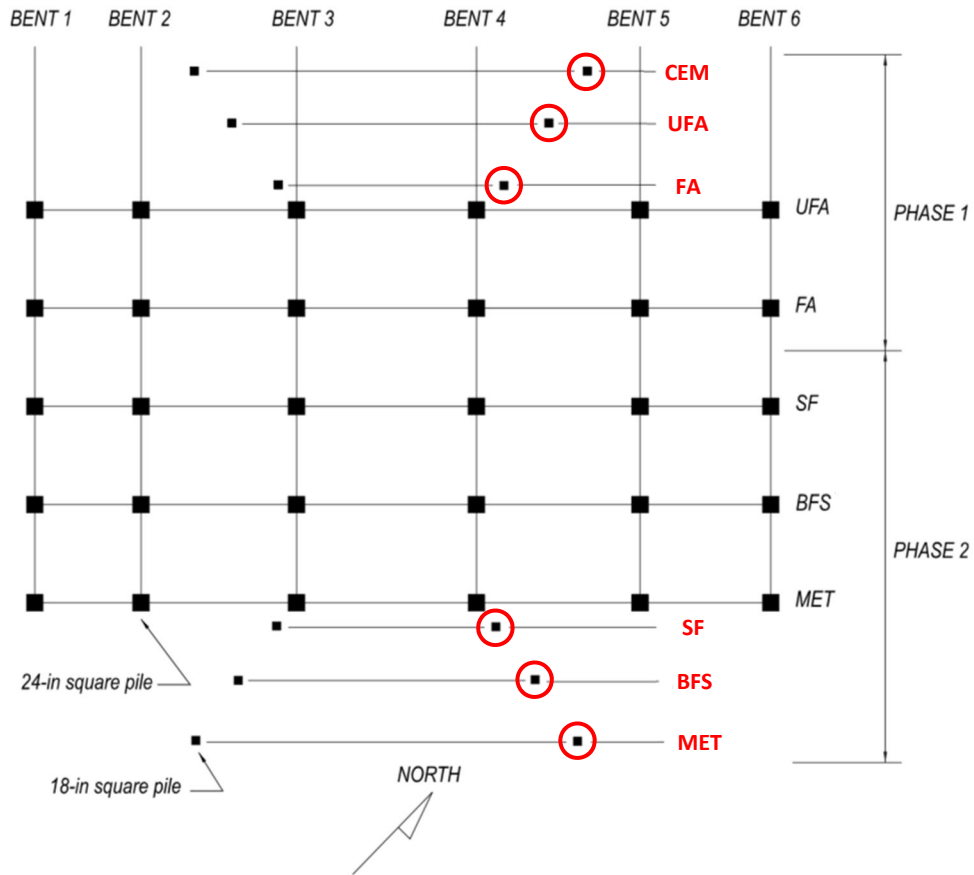 BENT 1 BENT 2 BENT 3 BENT 4 BENT 5 BENT 6
CEM
UFA
FA
UFA
PHASE 1
FA
SF
BFS
PHASE 2
MET
SF
24-in square pile
BFS
MET
18-in square pile
NORTH